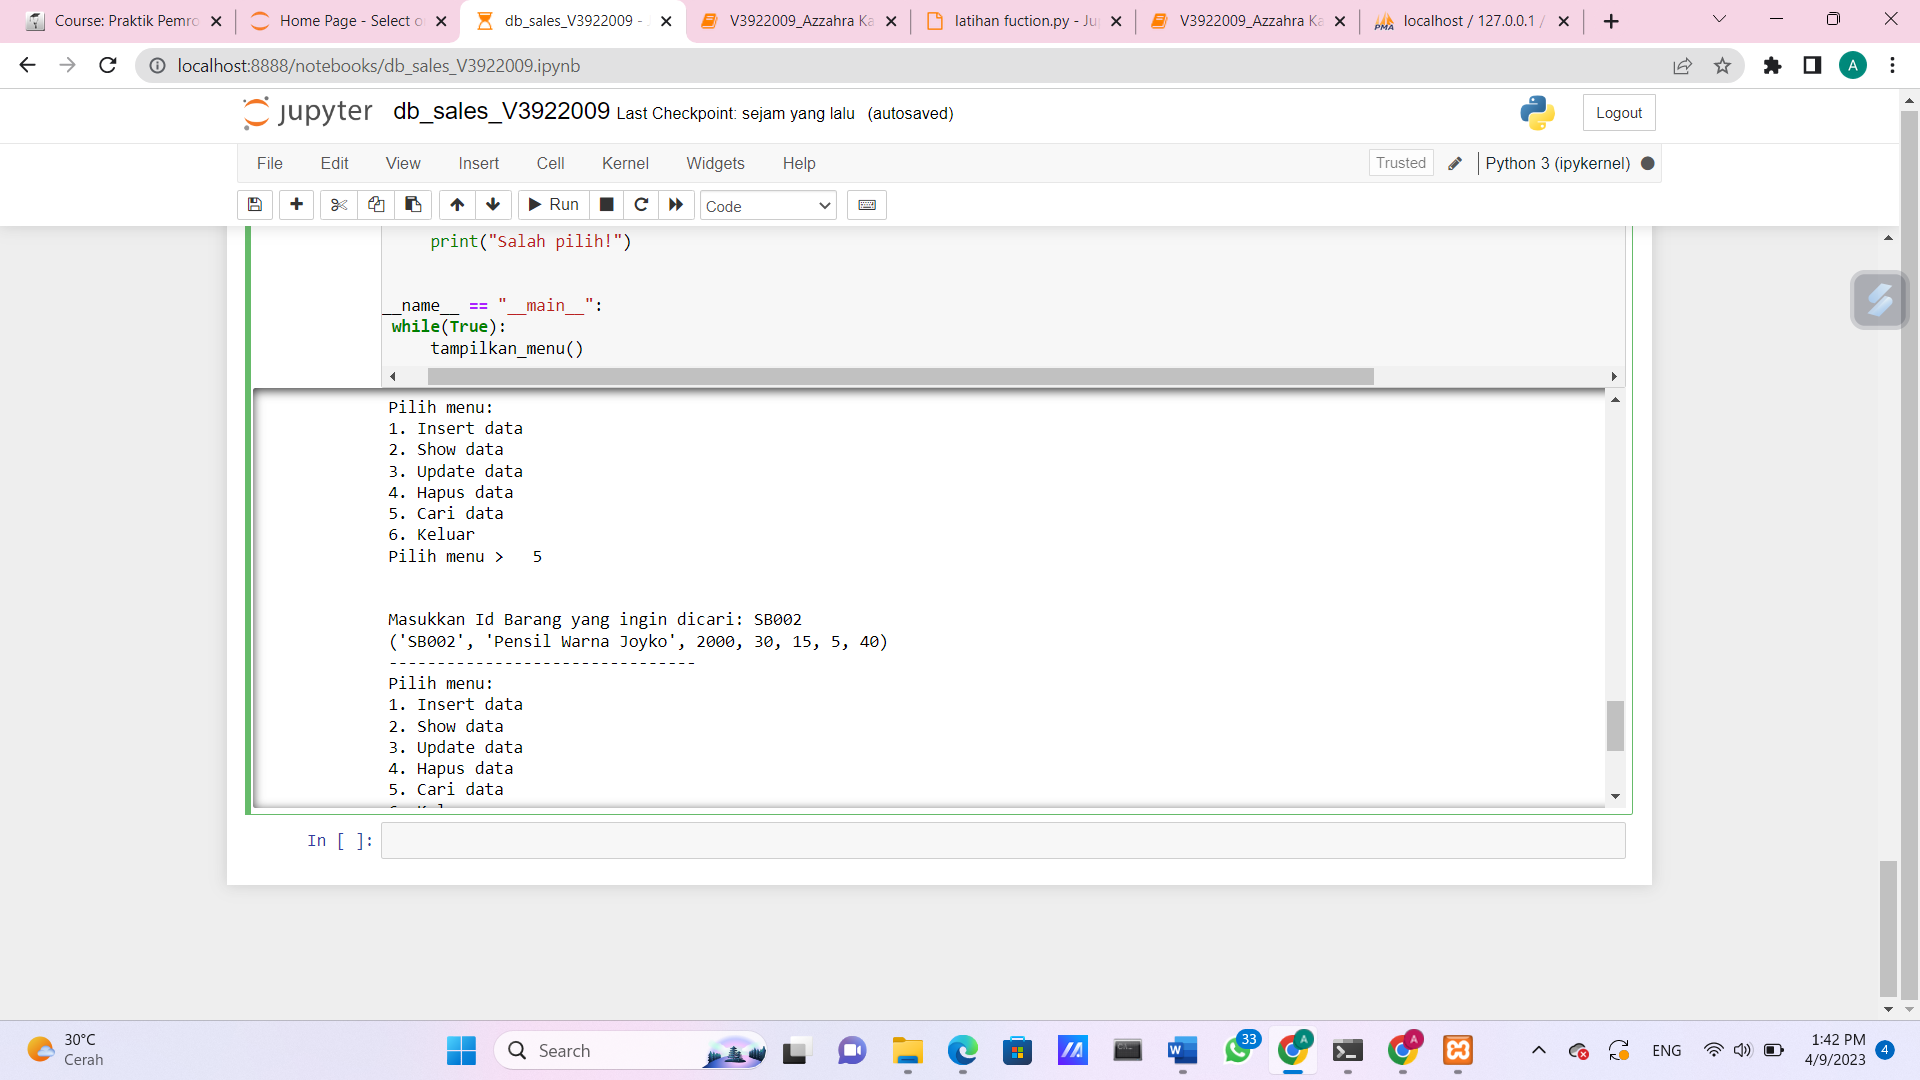 Course: Praktik Pemro
Home Page - Select o
db_sales_V3922009 -
V3922009_Azzahra Ka
latihan fuction.py - Ju
V3922009_Azzahra Ka
localhost / 127.0.0.1 /
localhost:8888/notebooks/db_sales_V3922009.ipynb
A
jupyter db_sales_V3922009 Last Checkpoint: sejam yang lalu (autosaved)
Logout
File Edit View Insert Cell Kernel Widgets Help
Trusted
Python 3 (ipykernel)
Run
Code
print("Salah pilih!")
__name__ == "__main__":
while(True):
tampilkan_menu()
Pilih menu:
1. Insert data
2. Show data
3. Update data
4. Hapus data
5. Cari data
6. Keluar
Pilih menu > 5
Masukkan Id Barang yang ingin dicari: SB002
('SB002', 'Pensil Warna Joyko', 2000, 30, 15, 5, 40)
--------------------------------
Pilih menu:
1. Insert data
2. Show data
3. Update data
4. Hapus data
5. Cari data
In [ ]:
30°C
Cerah
Search
33
A
A
ENG
1:42 PM
4/9/2023
4